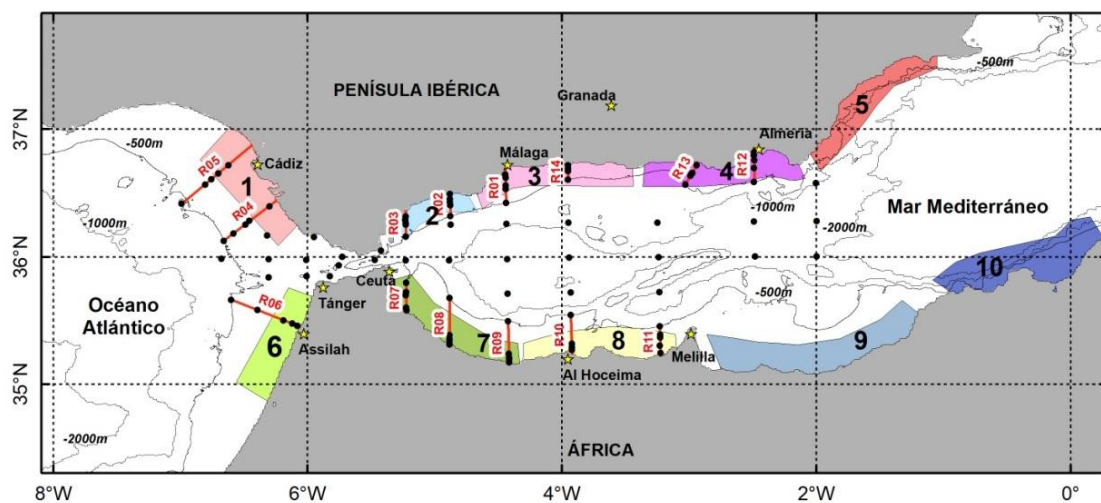 -500m
PENÍSULA IBÉRICA
Granada
37°N
-500m
5
Cádiz
R05
1
Málaga
Almería
R14
3
R13
4
R12
R01
R02
2
R03
R04
-1000m
-1000m
-2000m
Mar Mediterráneo
36°N
Océano
Atlántico
R06
Tánger
Ceuta
R07
-500m
10
6
Assilah
R08
7
R09
R10
8
R11
Melilla
9
Al Hoceima
35°N
-2000m
ÁFRICA
-8°W
-6°W
-4°W
-2°W
0°